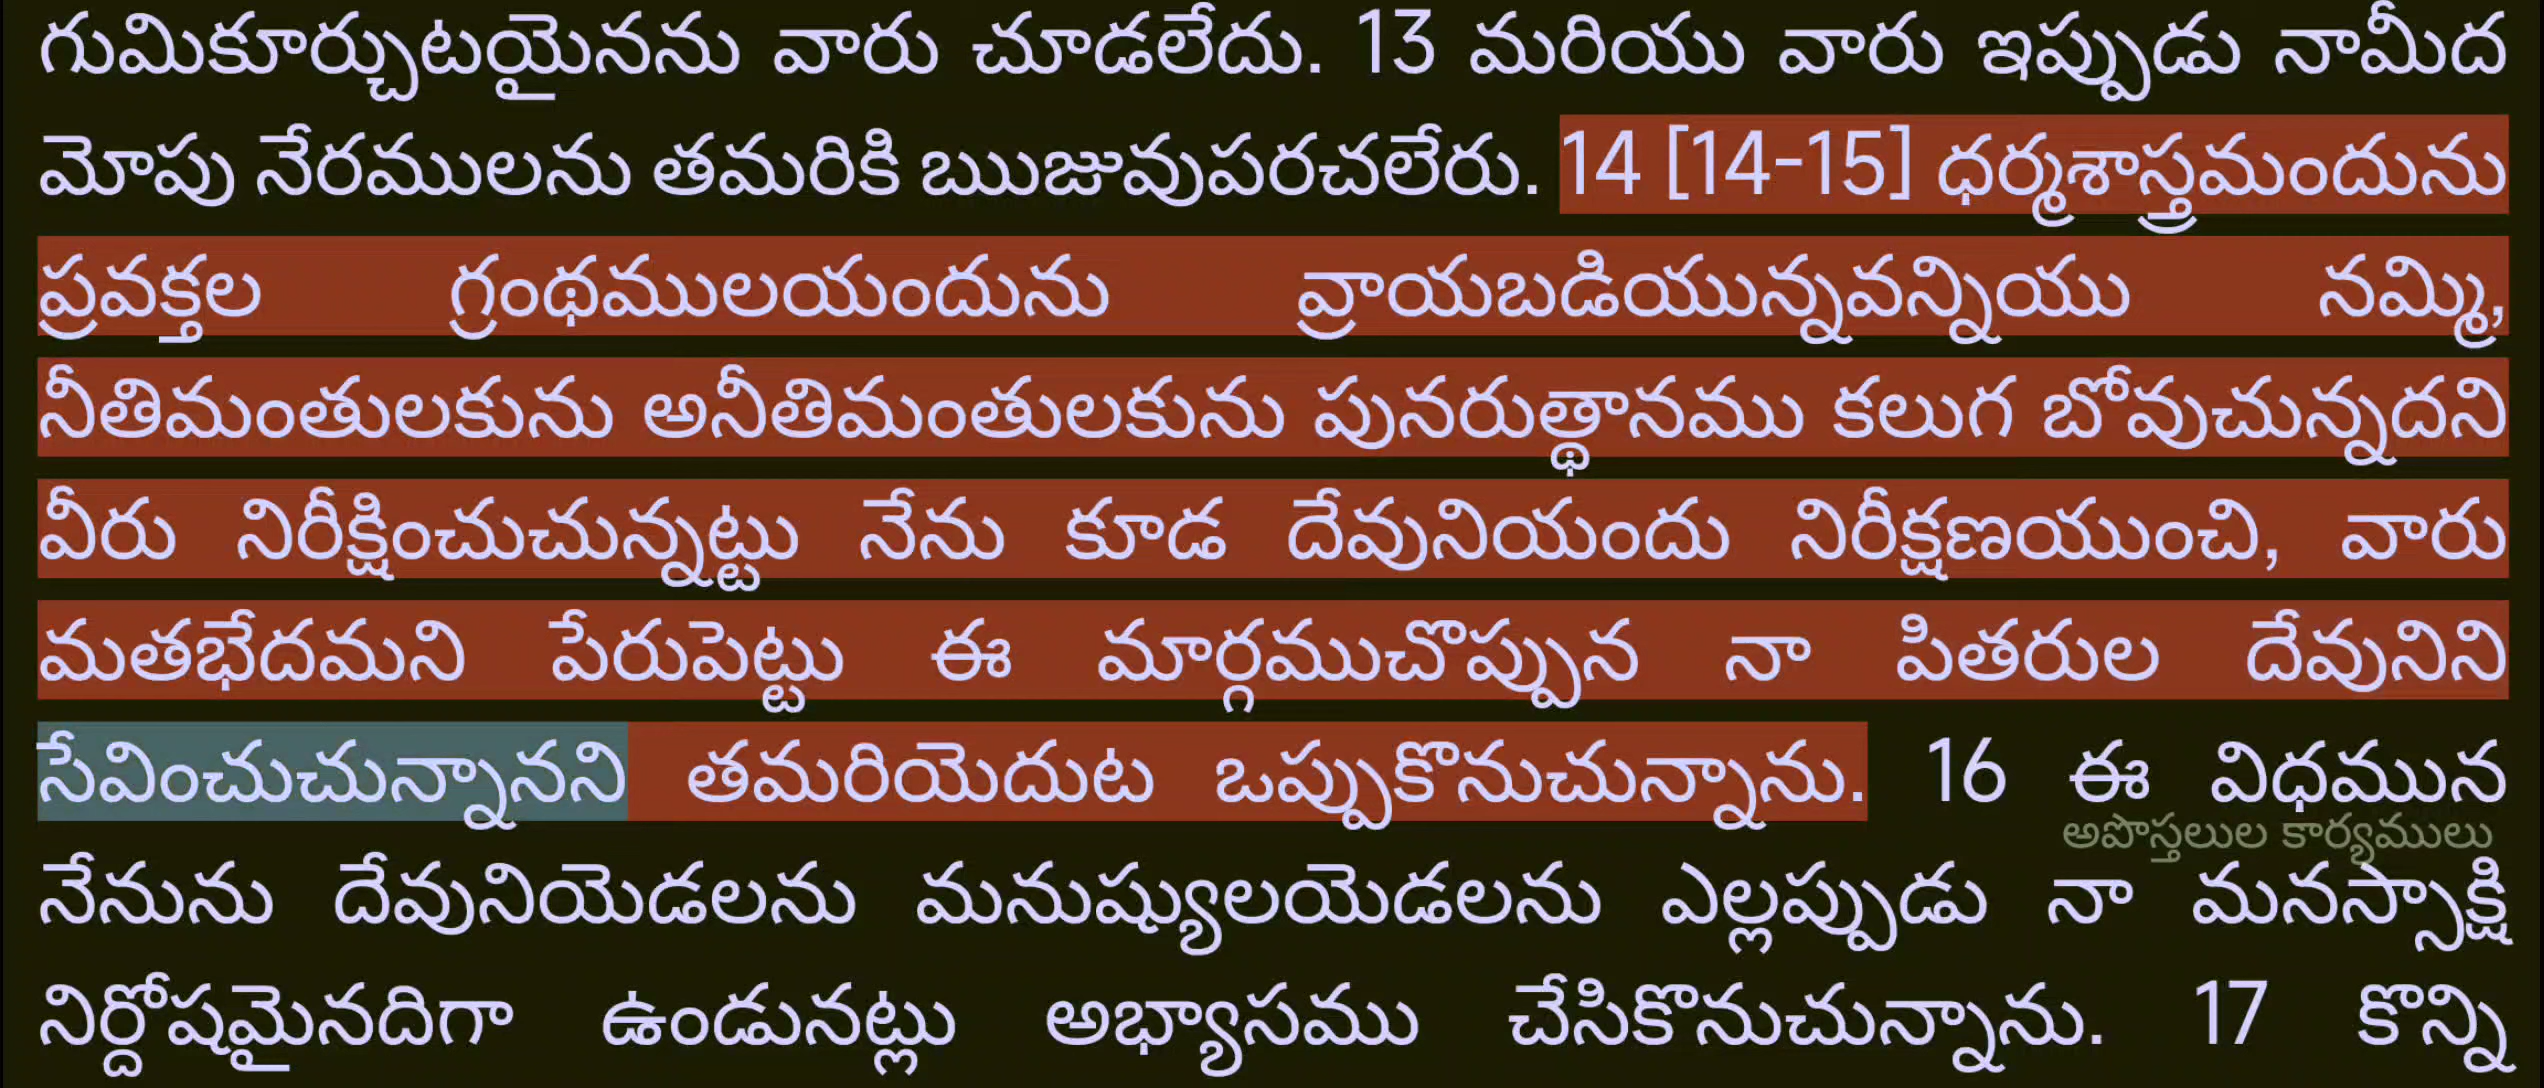 గుమికూర్చుటయైనను వారు చూడలేదు. 13 మరియు వారు ఇప్పుడు నామీద
మోపు నేరములను తమరికి ఋజువుపరచలేరు. 14 [14-15] ధర్మశాస్త్రమందును
ప్రవక్తల గ్రంథములయందును వ్రాయబడియున్నవన్నియు నమ్మి,
నీతిమంతులకును అనీతిమంతులకును పునరుత్థానము కలుగ బోవుచున్నదని
వీరు నిరీక్షించుచున్నట్టు నేను కూడ దేవునియందు నిరీక్షణయుంచి, వారు
మతభేదమని పేరుపెట్టు ఈ మార్గముచొప్పున నా పితరుల దేవునిని
సేవించుచున్నానని తమరియెదుట ఒప్పుకొనుచున్నాను. 16 ఈ విధమున
అపొస్తలుల కార్యములు
నేనును దేవునియెడలను మనుష్యులయెడలను ఎల్లప్పుడు నా మనస్సాక్షి
నిర్దోషమైనదిగా ఉండునట్లు అభ్యాసము చేసికొనుచున్నాను. 17 కొన్ని